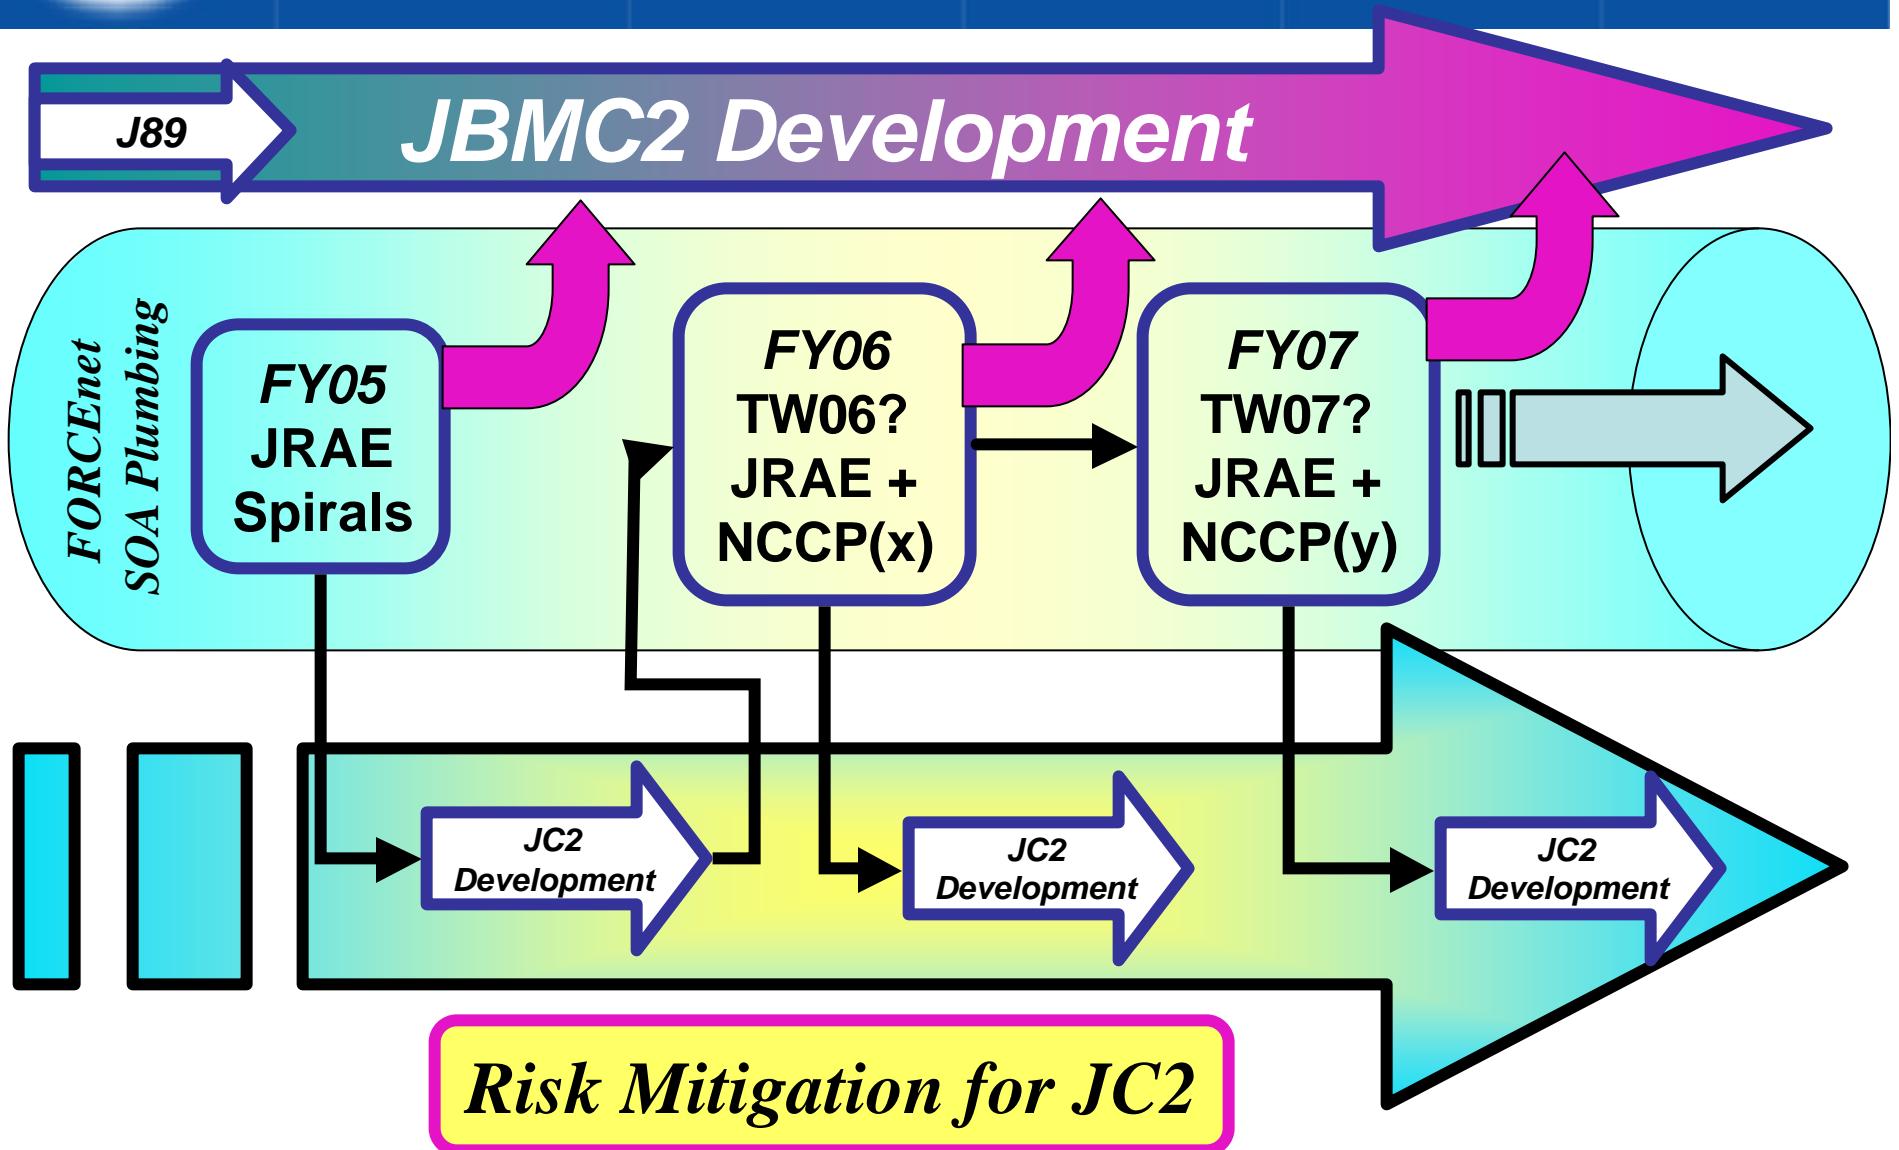 J89
JBMC2 Development
FORCEnet
SOA Plumbing
FY05
JRAE
Spirals
FY06
TW06?
JRAE +
NCCP(x)
FY07
TW07?
JRAE +
NCCP(y)
JC2
Development
JC2
Development
JC2
Development
Risk Mitigation for JC2